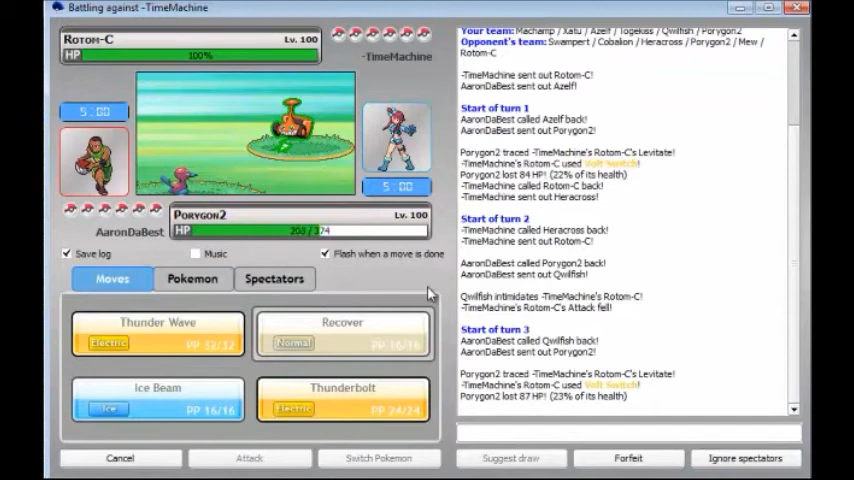 Battling against -TimeMachine
Rotom-C Lv. 100
HP 100%
-TimeMachine
5:00
5:00
Porygon2 Lv. 100
AaronDaBest
HP 203/374
Save log
Music
Flash when a move is done
Moves
Pokemon
Spectators
Thunder Wave
Electric PP 32/32
Recover
Normal PP 16/16
Ice Beam
Ice PP 16/16
Thunderbolt
Electric PP 24/24
Cancel
Attack
Switch Pokemon
Your team: Machamp / Xatu / Azelf / Togekiss / Qwilfish / Porygon2
Opponent's team: Swampert / Cobalion / Heracross / Porygon2 / Mew /
Rotom-C
-TimeMachine sent out Rotom-C!
AaronDaBest sent out Azelf!
Start of turn 1
AaronDaBest called Azelf back!
AaronDaBest sent out Porygon2!
Porygon2 traced -TimeMachine's Rotom-C's Levitate!
-TimeMachine's Rotom-C used Volt Switch!
Porygon2 lost 84 HP! (22% of its health)
-TimeMachine called Rotom-C back!
-TimeMachine sent out Heracross!
Start of turn 2
-TimeMachine called Heracross back!
-TimeMachine sent out Rotom-C!
AaronDaBest called Porygon2 back!
AaronDaBest sent out Qwilfish!
Qwilfish intimidates -TimeMachine's Rotom-C!
-TimeMachine's Rotom-C's Attack fell!
Start of turn 3
AaronDaBest called Qwilfish back!
AaronDaBest sent out Porygon2!
Porygon2 traced -TimeMachine's Rotom-C's Levitate!
-TimeMachine's Rotom-C used Volt Switch!
Porygon2 lost 87 HP! (23% of its health)
Suggest draw
Forfeit
Ignore spectators